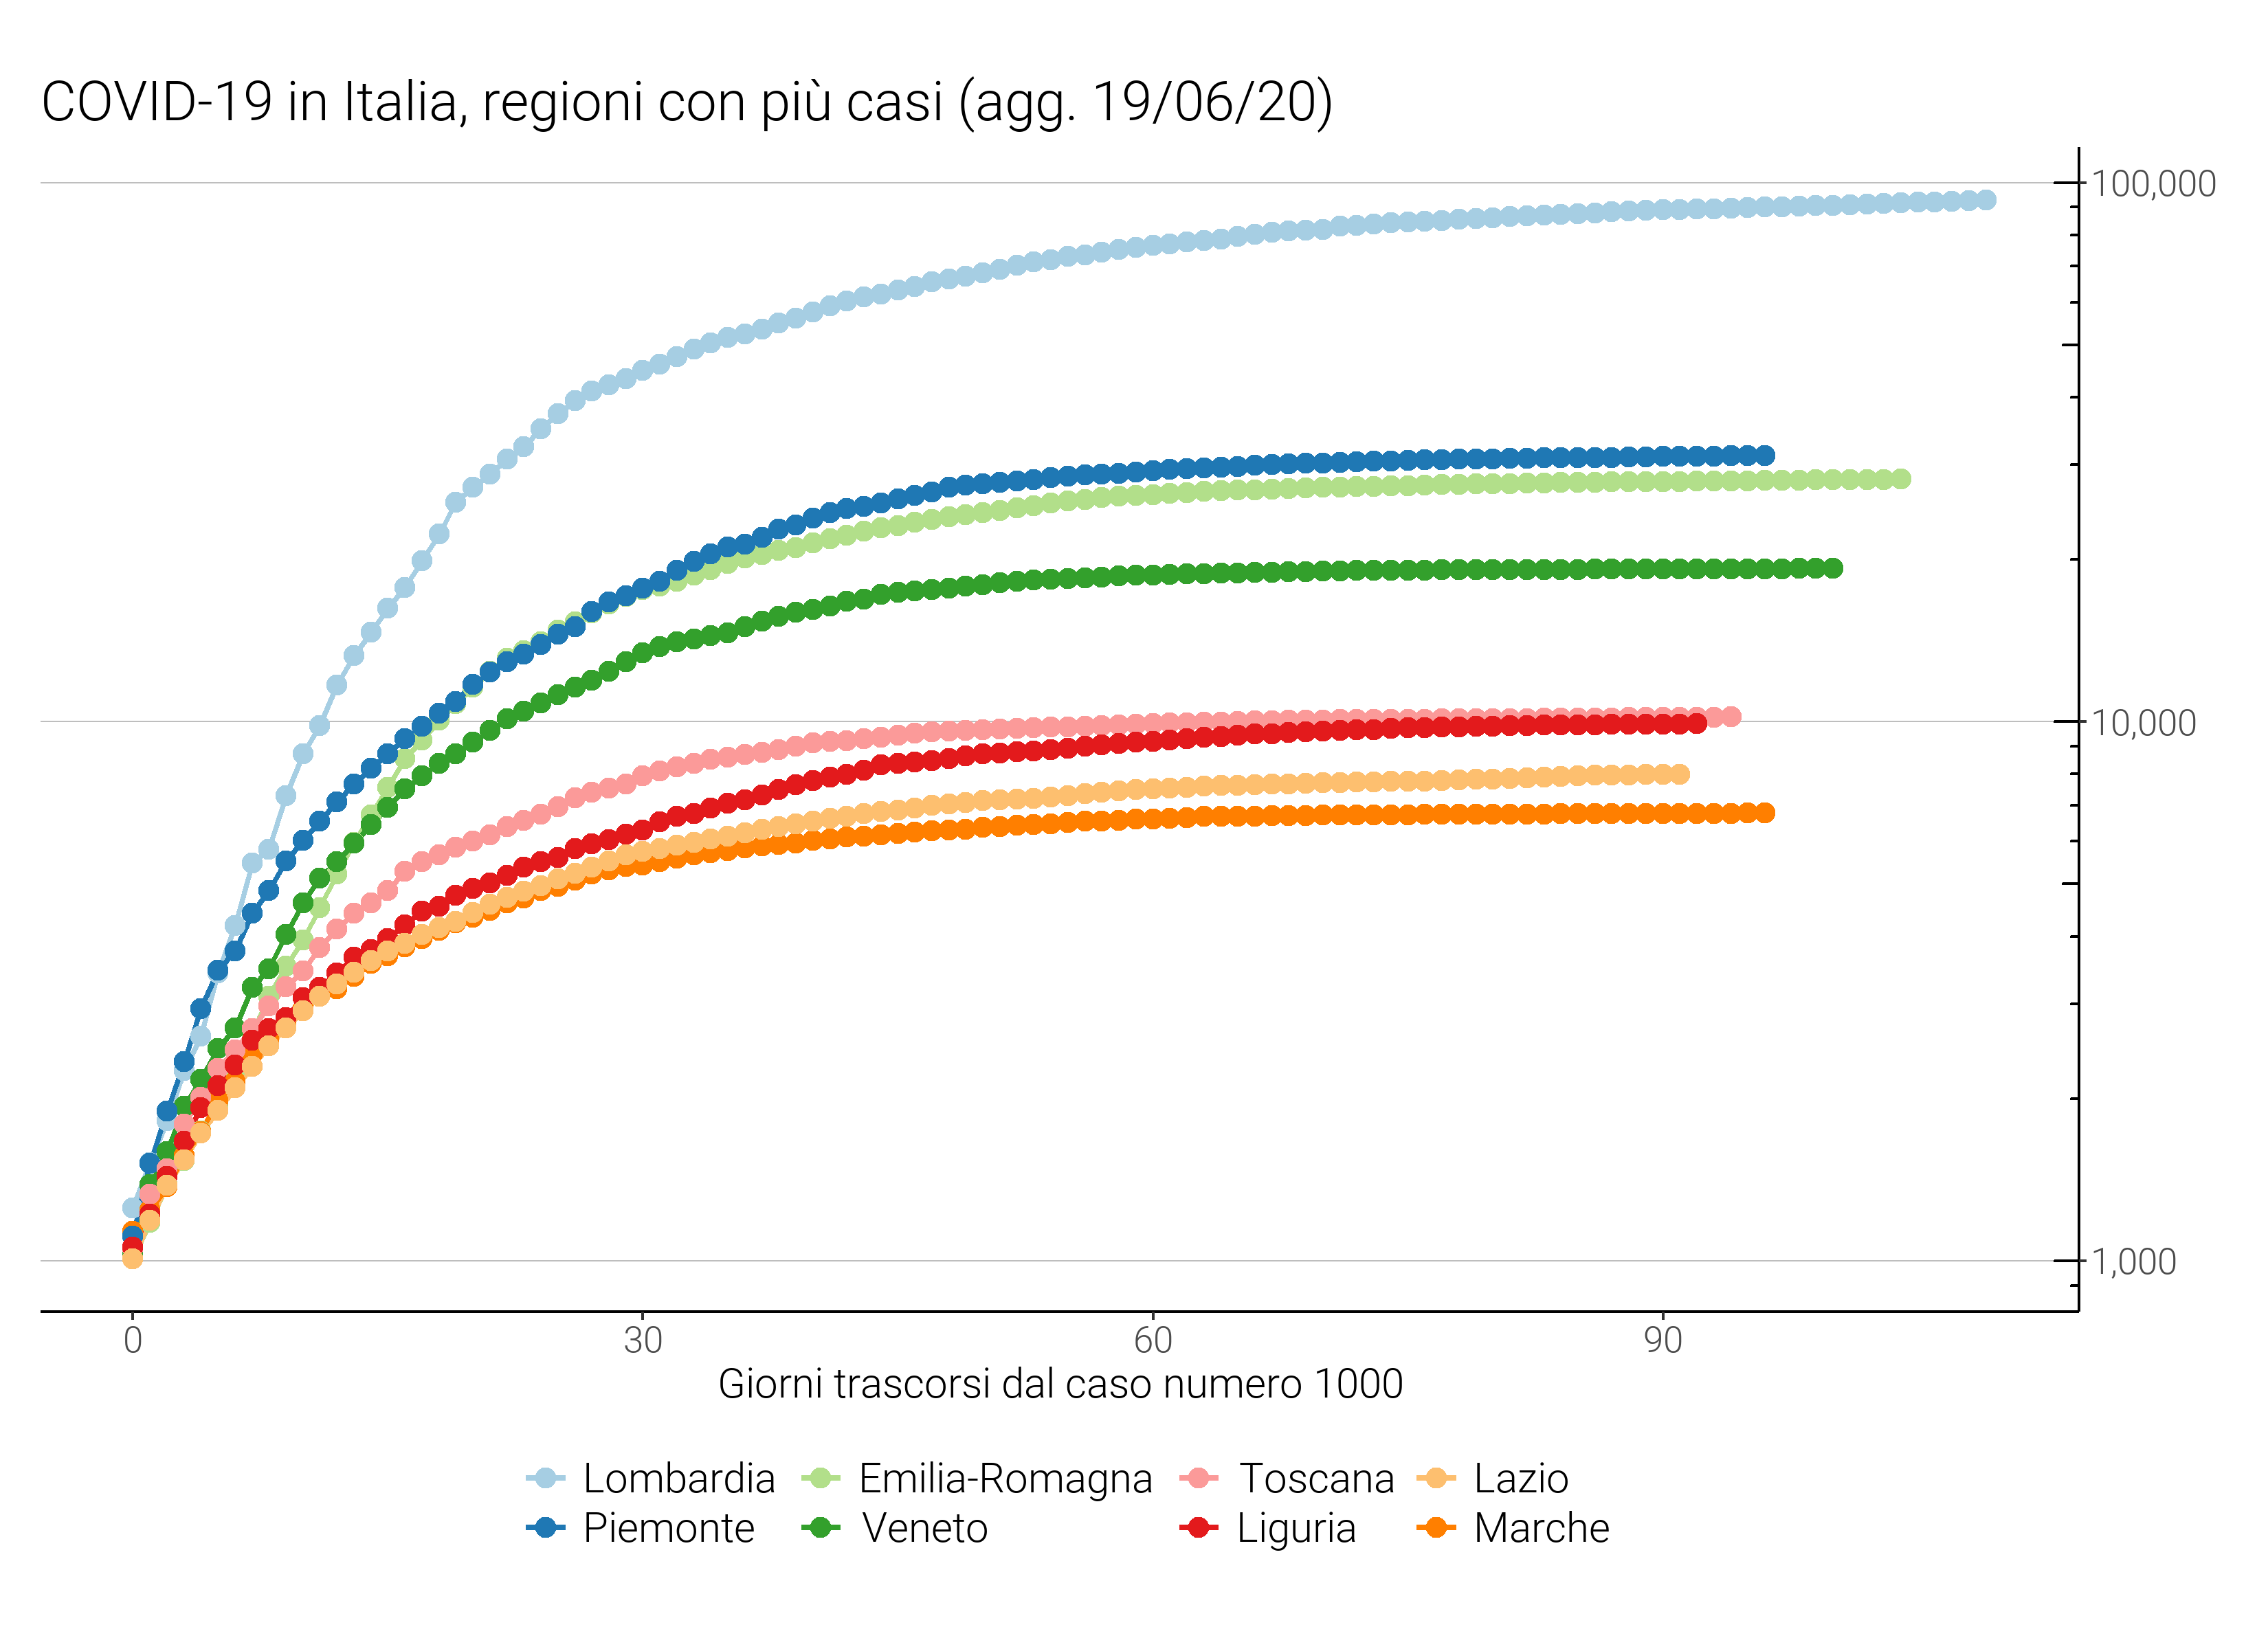 COVID-19 in Italia, regioni con più casi (agg. 19/06/20)
100,000
10,000
1,000
0 30 60 90
Giorni trascorsi dal caso numero 1000
Lombardia Emilia-Romagna Toscana Lazio
Piemonte Veneto Liguria Marche